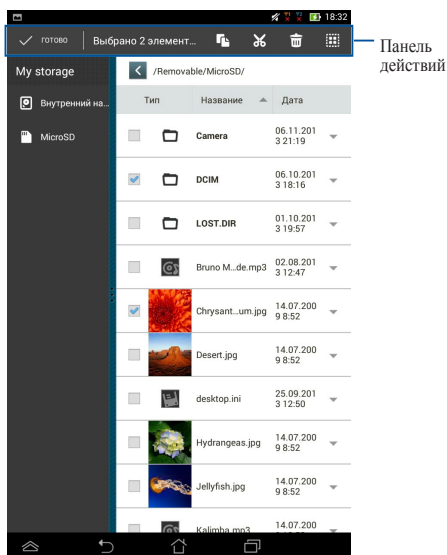 18:32
ГОТОВО Выбрано 2 элемент...
Панель
действий
My storage
Внутренний на...
MicroSD
/Removable/MicroSD/
Тип Название Дата
Camera 06.11.201
3 21:19
DCIM 06.10.201
3 18:16
LOST.DIR 01.10.201
3 19:57
Bruno M...de.mp3 02.08.201
3 12:47
Chrysant...um.jpg 14.07.200
9 8:52
Desert.jpg 14.07.200
9 8:52
desktop.ini 25.09.201
3 12:50
Hydrangeas.jpg 14.07.200
9 8:52
Jellyfish.jpg 14.07.200
9 8:52
Kalimba.mp3 14.07.200